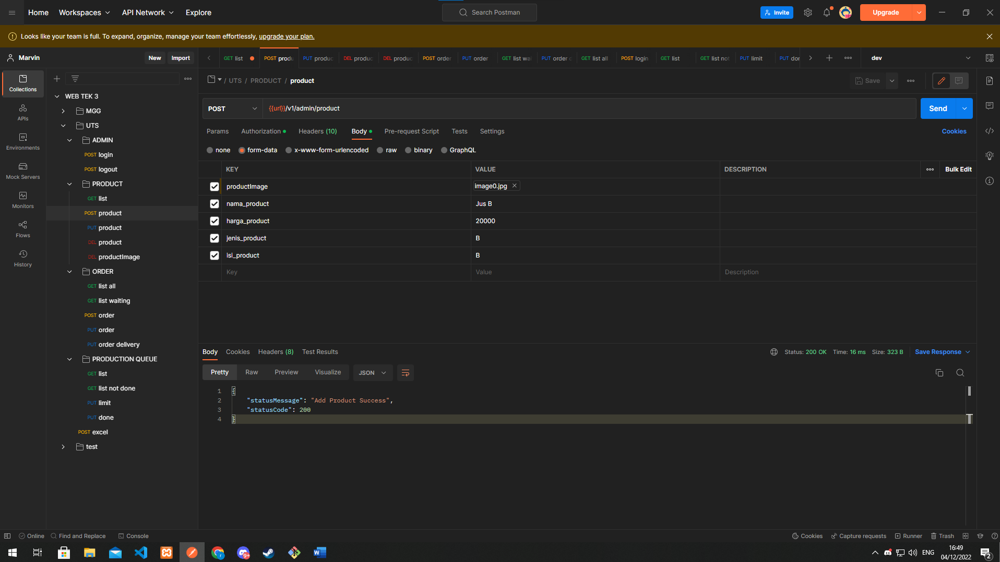 Home Workspaces API Network Explore Search Postman Invite Upgrade
Looks like your team is full. To expand, organize, manage your team effortlessly, upgrade your plan.
Marvin New Import
GET list POST produ PUT produc DEL produc DEL produc POST order PUT order GET list wai PUT order d GET list all POST login GET list GET list not PUT limit PUT don dev
Collections
APIs
Environments
Mock Servers
Monitors
Flows
History
WEB TEK 3
MGG
UTS
ADMIN
POST login
POST logout
PRODUCT
GET list
POST product
PUT product
DEL product
DEL productImage
ORDER
GET list all
GET list waiting
POST order
PUT order
PUT order delivery
PRODUCTION QUEUE
GET list
GET list not done
PUT limit
PUT done
POST excel
test
/ UTS / PRODUCT / product Save
POST {{url}}/v1/admin/product Send
Params Authorization Headers (10) Body Pre-request Script Tests Settings Cookies
none form-data x-www-form-urlencoded raw binary GraphQL
KEY VALUE DESCRIPTION Bulk Edit
productImage image0.jpg
nama_product Jus B
harga_product 20000
jenis_product B
isi_product B
Key Value Description
Body Cookies Headers (8) Test Results Status: 200 OK Time: 16 ms Size: 323 B Save Response
Pretty Raw Preview Visualize JSON
1 {
2 "statusMessage": "Add Product Success",
3 "statusCode": 200
4 }
Online Find and Replace Console Cookies Capture requests Runner Trash
9+ ENG 16:49
04/12/2022 2